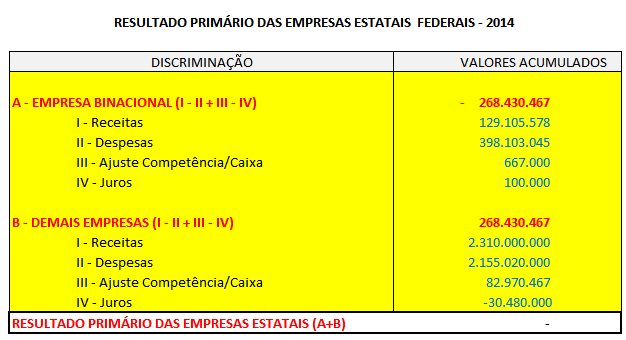 RESULTADO PRIMÁRIO DAS EMPRESAS ESTATAIS FEDERAIS - 2014
DISCRIMINAÇÃO VALORES ACUMULADOS
A - EMPRESA BINACIONAL (I - II + III - IV) - 268.430.467
I - Receitas 129.105.578
II - Despesas 398.103.045
III - Ajuste Competência/Caixa 667.000
IV - Juros 100.000
B - DEMAIS EMPRESAS (I - II + III - IV) 268.430.467
I - Receitas 2.310.000.000
II - Despesas 2.155.020.000
III - Ajuste Competência/Caixa 82.970.467
IV - Juros -30.480.000
RESULTADO PRIMÁRIO DAS EMPRESAS ESTATAIS (A+B) -